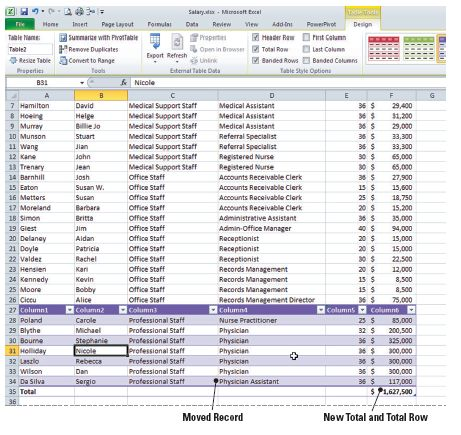 Salary.xlsx - Microsoft Excel
Table Tools
File Home Insert Page Layout Formulas Data Review View Add-Ins PowerPivot Design
Table Name: Summarize with PivotTable Properties Header Row First Column
Table2 Remove Duplicates Export Refresh Open in Browser Total Row Last Column
Resize Table Convert to Range Unlink Banded Rows Banded Columns
Properties Tools External Table Data Table Style Options
B31 fx Nicole
A B C D E F G
7 Hamilton David Medical Support Staff Medical Assistant 36 $ 29,400
8 Hoeing Helge Medical Support Staff Medical Assistant 36 $ 31,200
9 Murray Billie Jo Medical Support Staff Medical Assistant 36 $ 29,000
10 Munson Stuart Medical Support Staff Referral Specialist 36 $ 33,300
11 Wang Jian Medical Support Staff Referral Specialist 36 $ 33,300
12 Kane John Medical Support Staff Registered Nurse 30 $ 65,000
13 Trenary Jean Medical Support Staff Registered Nurse 30 $ 65,000
14 Barnhill Josh Office Staff Accounts Receivable Clerk 36 $ 27,900
15 Eaton Susan W. Office Staff Accounts Receivable Clerk 15 $ 15,600
16 Metters Susan Office Staff Accounts Receivable Clerk 25 $ 18,750
17 Moreland Barbara Office Staff Accounts Receivable Clerk 20 $ 15,200
18 Simon Britta Office Staff Administrative Assistant 36 $ 35,000
19 Giest Jim Office Staff Admin-Office Manager 40 $ 94,000
20 Delaney Aidan Office Staff Receptionist 20 $ 15,000
21 Doyle Patricia Office Staff Receptionist 20 $ 15,000
22 Valdez Rachel Office Staff Receptionist 30 $ 22,500
23 Hensien Kari Office Staff Records Management 20 $ 12,000
24 Kelly Kevin Office Staff Records Management 15 $ 8,500
25 Moore Bobby Office Staff Records Management 15 $ 8,500
26 Ciccu Alice Office Staff Records Management Director 36 $ 75,000
27 Column1 Column2 Column3 Column4 Column5 Column6
28 Poland Carole Professional Staff Nurse Practitioner 25 $ 85,000
29 Blythe Michael Professional Staff Physician 32 $ 200,500
30 Bourne Stephanie Professional Staff Physician 36 $ 325,000
31 Holliday Nicole Professional Staff Physician 36 $ 300,000
32 Laszlo Rebecca Professional Staff Physician 36 $ 300,000
33 Wilson Dan Professional Staff Physician 36 $ 300,000
34 Da Silva Sergio Professional Staff Physician Assistant 36 $ 117,000
35 Total $ 1,627,500
36
Moved Record New Total and Total Row